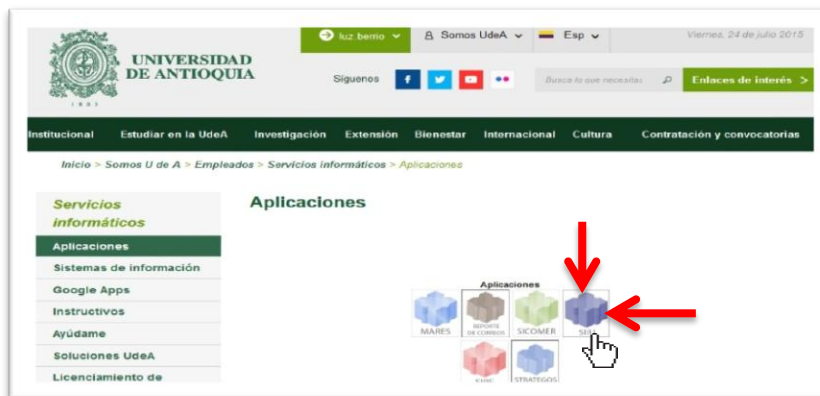 luz.berrio
Somos UdeA
Esp
Viernes, 24 de julio 2015
UNIVERSIDAD
DE ANTIOQUIA
1803
Síguenos
Busca lo que necesitas
Enlaces de interés >
Institucional Estudiar en la UdeA Investigación Extensión Bienestar Internacional Cultura Contratación y convocatorias
Inicio > Somos U de A > Empleados > Servicios informáticos > Aplicaciones
Servicios
informáticos
Aplicaciones
Sistemas de información
Google Apps
Instructivos
Ayúdame
Soluciones UdeA
Licenciamiento de
Aplicaciones
Aplicaciones
MARES
REPORTE
DE CORREOS
SICOMER
STRATEGOS